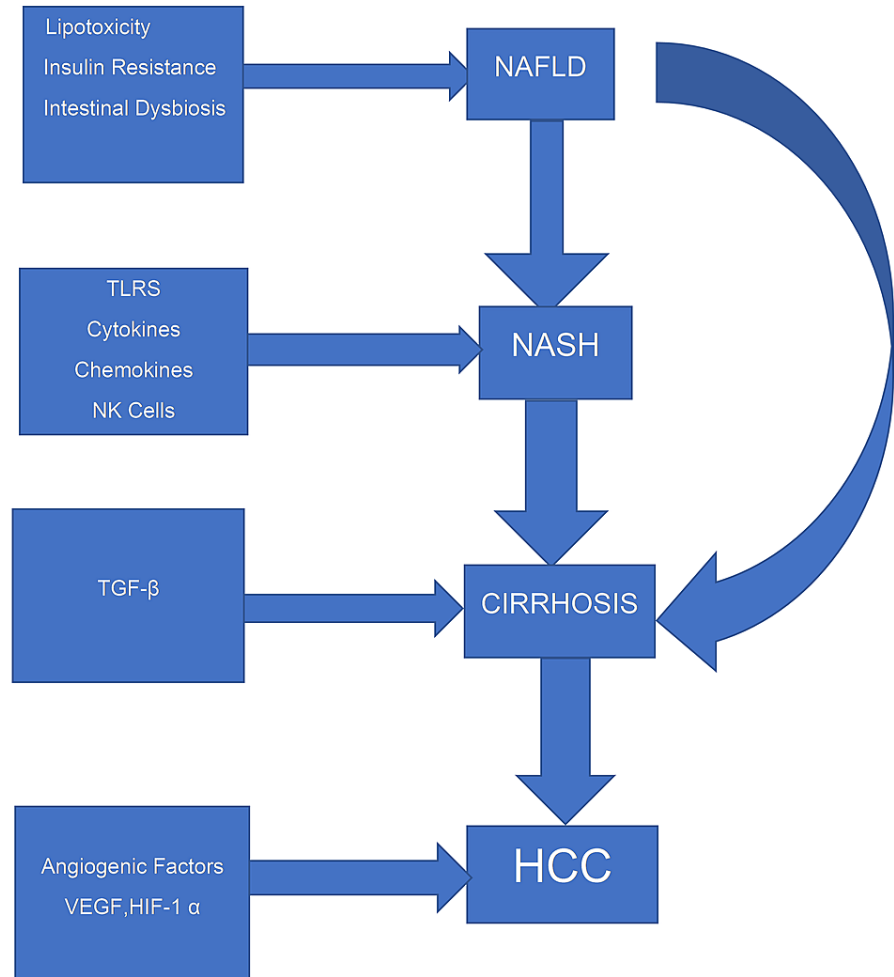 Lipotoxicity
Insulin Resistance
Intestinal Dysbiosis
NAFLD
TLRS
Cytokines
Chemokines
NK Cells
NASH
TGF-β
CIRRHOSIS
Angiogenic Factors
VEGF,HIF-1 α
HCC